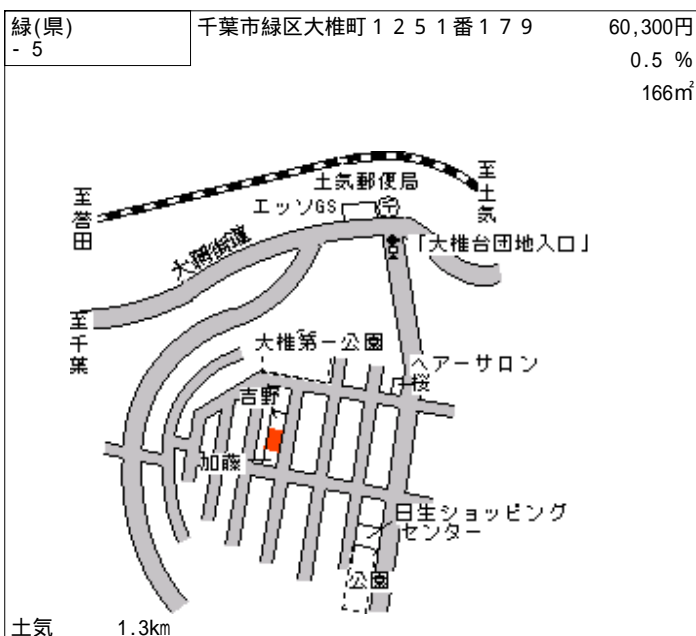 緑(県)
- 5
千葉市緑区大椎町１２５１番１７９
60,300円
0.5 %
166㎡
至誉田
土気郵便局
至土気
エッソGS
「大椎台団地入口」
大網街道
至千葉
大椎第一公園
ヘアーサロン
桜
吉野
加藤
日生ショッピング
センター
公園
土気 1.3km